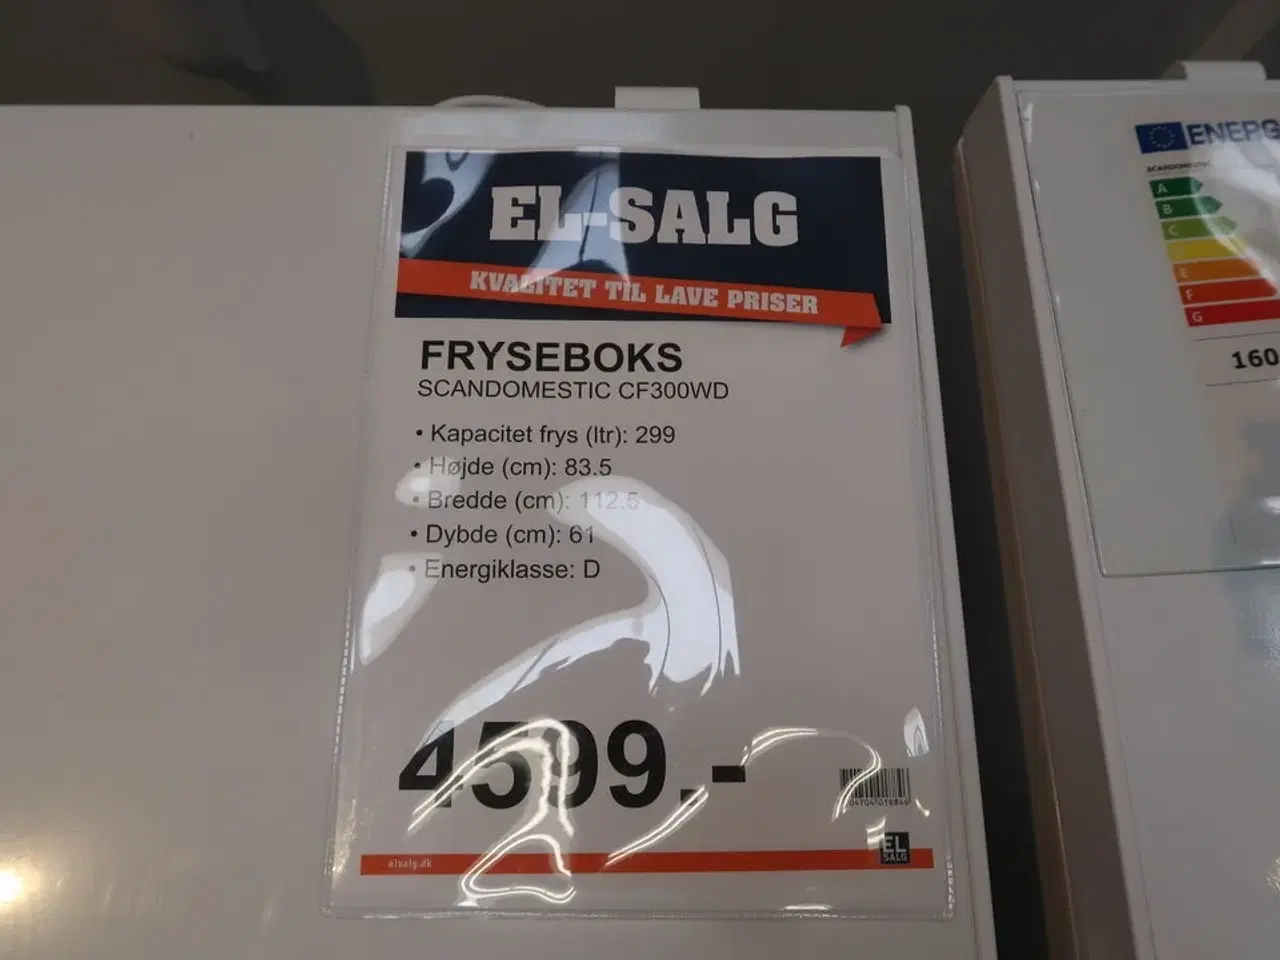 EL-SALG
KVALITET TIL LAVE PRISER
FRYSEBOKS
SCANDOMESTIC CF300WD
• Kapacitet frys (ltr): 299
• Højde (cm): 83.5
• Bredde (cm): 112.5
• Dybde (cm): 61
• Energiklasse: D
4599.-
elsalg.dk
EL
SALG
ENERG
SCANDOMESTIC
A
B
C
E
F
G
160